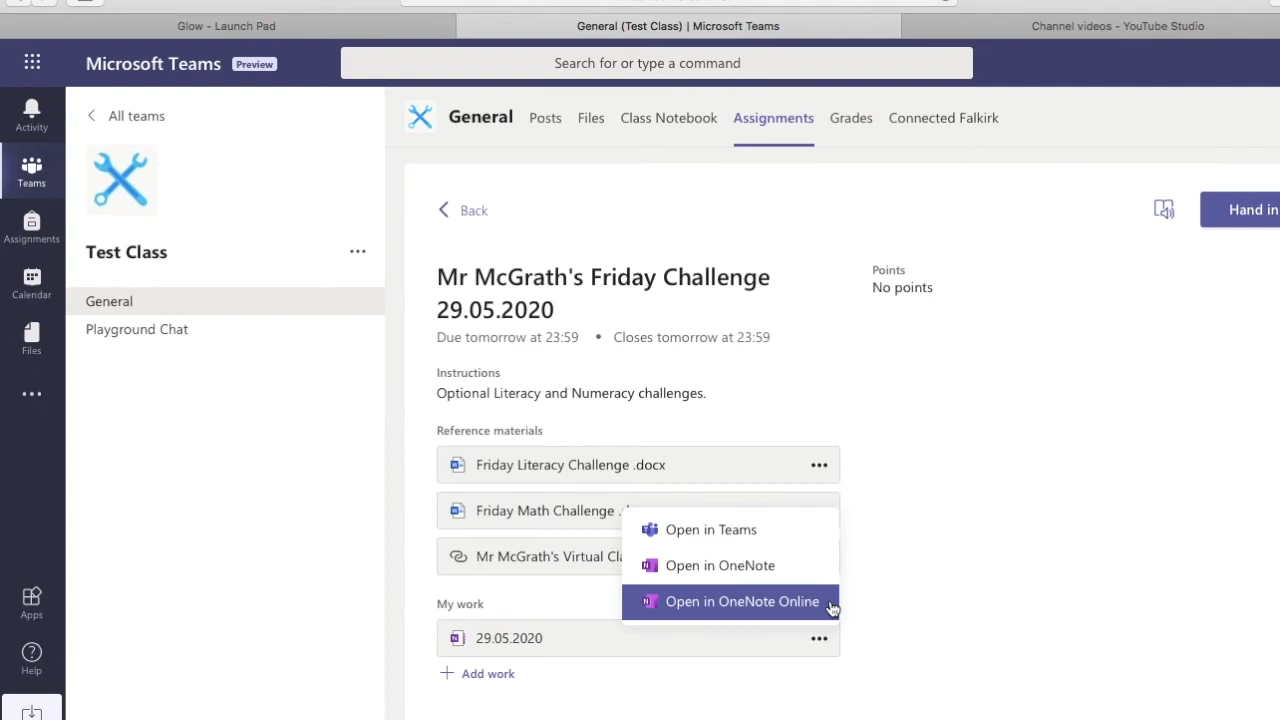 Glow - Launch Pad
General (Test Class) | Microsoft Teams
Channel videos - YouTube Studio
Microsoft Teams Preview
Search for or type a command
Activity
Teams
Assignments
Calendar
Files
Apps
Help
All teams
Test Class
General
Playground Chat
General Posts Files Class Notebook Assignments Grades Connected Falkirk
Back
Hand in
Mr McGrath's Friday Challenge
29.05.2020
Due tomorrow at 23:59 • Closes tomorrow at 23:59
Points
No points
Instructions
Optional Literacy and Numeracy challenges.
Reference materials
Friday Literacy Challenge .docx
Friday Math Challenge .
Mr McGrath's Virtual Cla
Open in Teams
Open in OneNote
Open in OneNote Online
My work
29.05.2020
Add work